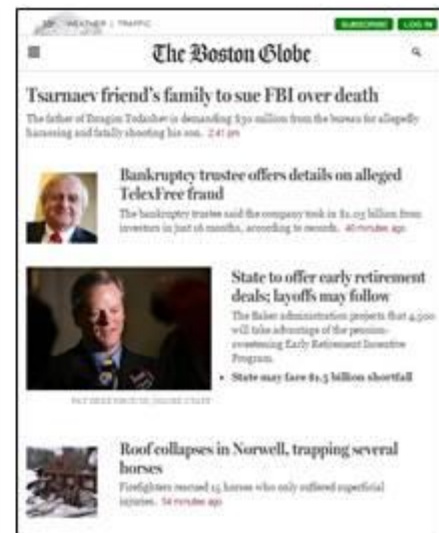 WEATHER | TRAFFIC
SUBSCRIBE
LOG IN
The Boston Globe
Tsarnaev friend's family to sue FBI over death
The father of Ibragim Todashev is demanding $30 million from the bureau for allegedly
harassing and fatally shooting his son. 2:41 pm
Bankruptcy trustee offers details on alleged
TelexFree fraud
The bankruptcy trustee said the company took in $1.03 billion from
investors in just 16 months, according to records. 40 minutes ago
State to offer early retirement
deals; layoffs may follow
The Baker administration projects that 4,500
will take advantage of the pension-
sweetening Early Retirement Incentive
Program.
• State may face $1.5 billion shortfall
GLOBE STAFF
Roof collapses in Norwell, trapping several
horses
Firefighters rescued 15 horses who only suffered superficial
injuries. 54 minutes ago